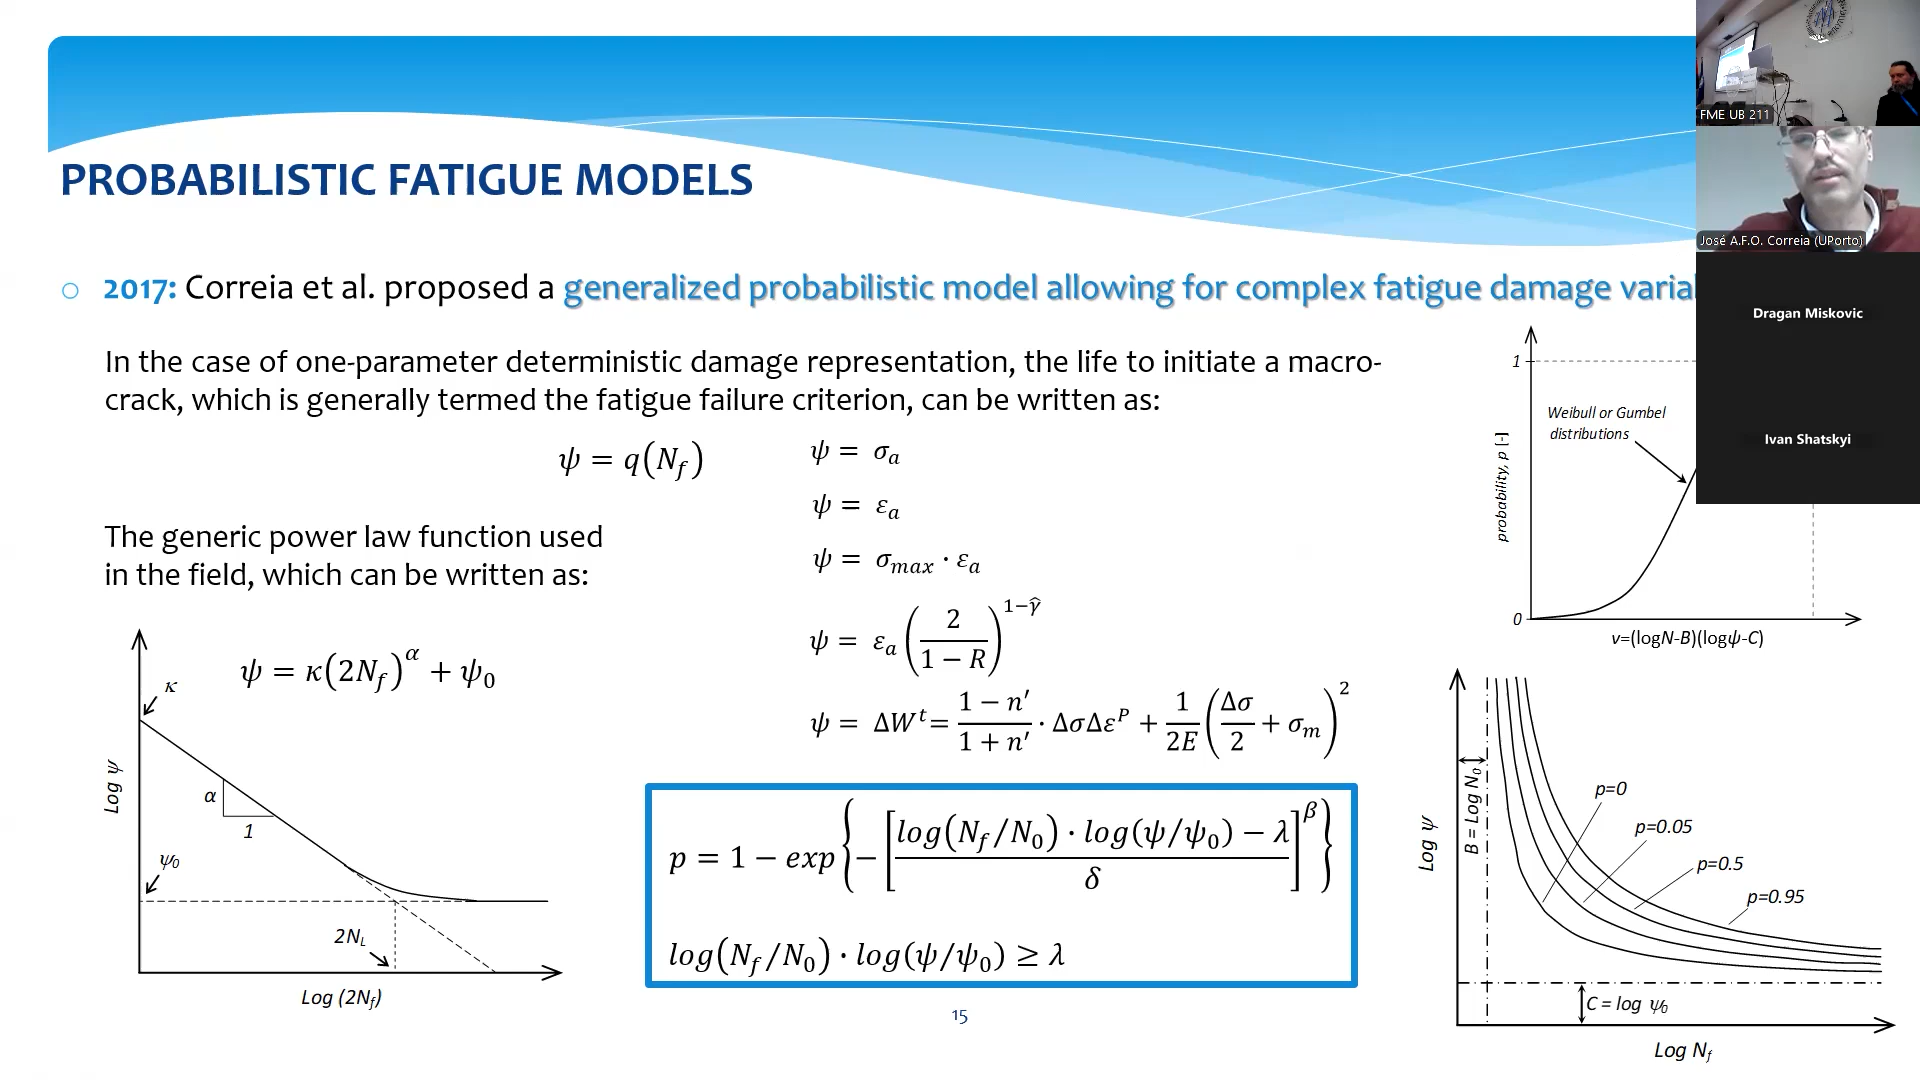 FME UB 211
José A.F.O. Correia (UPorto)
Dragan Miskovic
Ivan Shatskyi
PROBABILISTIC FATIGUE MODELS
2017: Correia et al. proposed a generalized probabilistic model allowing for complex fatigue damage
In the case of one-parameter deterministic damage representation, the life to initiate a macro-
crack, which is generally termed the fatigue failure criterion, can be written as:
ψ = q(N_f)
ψ = σ_a
ψ = ε_a
ψ = σ_max · ε_a
ψ = ε_a (2/(1 − R))^(1−γ̂)
ψ = ΔW^t = (1 − n′)/(1 + n′) · ΔσΔε^P + 1/(2E) (Δσ/2 + σ_m)^2
The generic power law function used
in the field, which can be written as:
ψ = κ(2N_f)^α + ψ_0
κ
α
1
ψ_0
2N_L
Log ψ
Log (2N_f)
p = 1 − exp{−[(log(N_f/N_0) · log(ψ/ψ_0) − λ)/δ]^β}
log(N_f/N_0) · log(ψ/ψ_0) ≥ λ
15
1
Weibull or Gumbel
distributions
probability, p [-]
0
v=(logN-B)(logψ-C)
Log ψ
B = Log N_0
p=0
p=0.05
p=0.5
p=0.95
C = log ψ_0
Log N_f